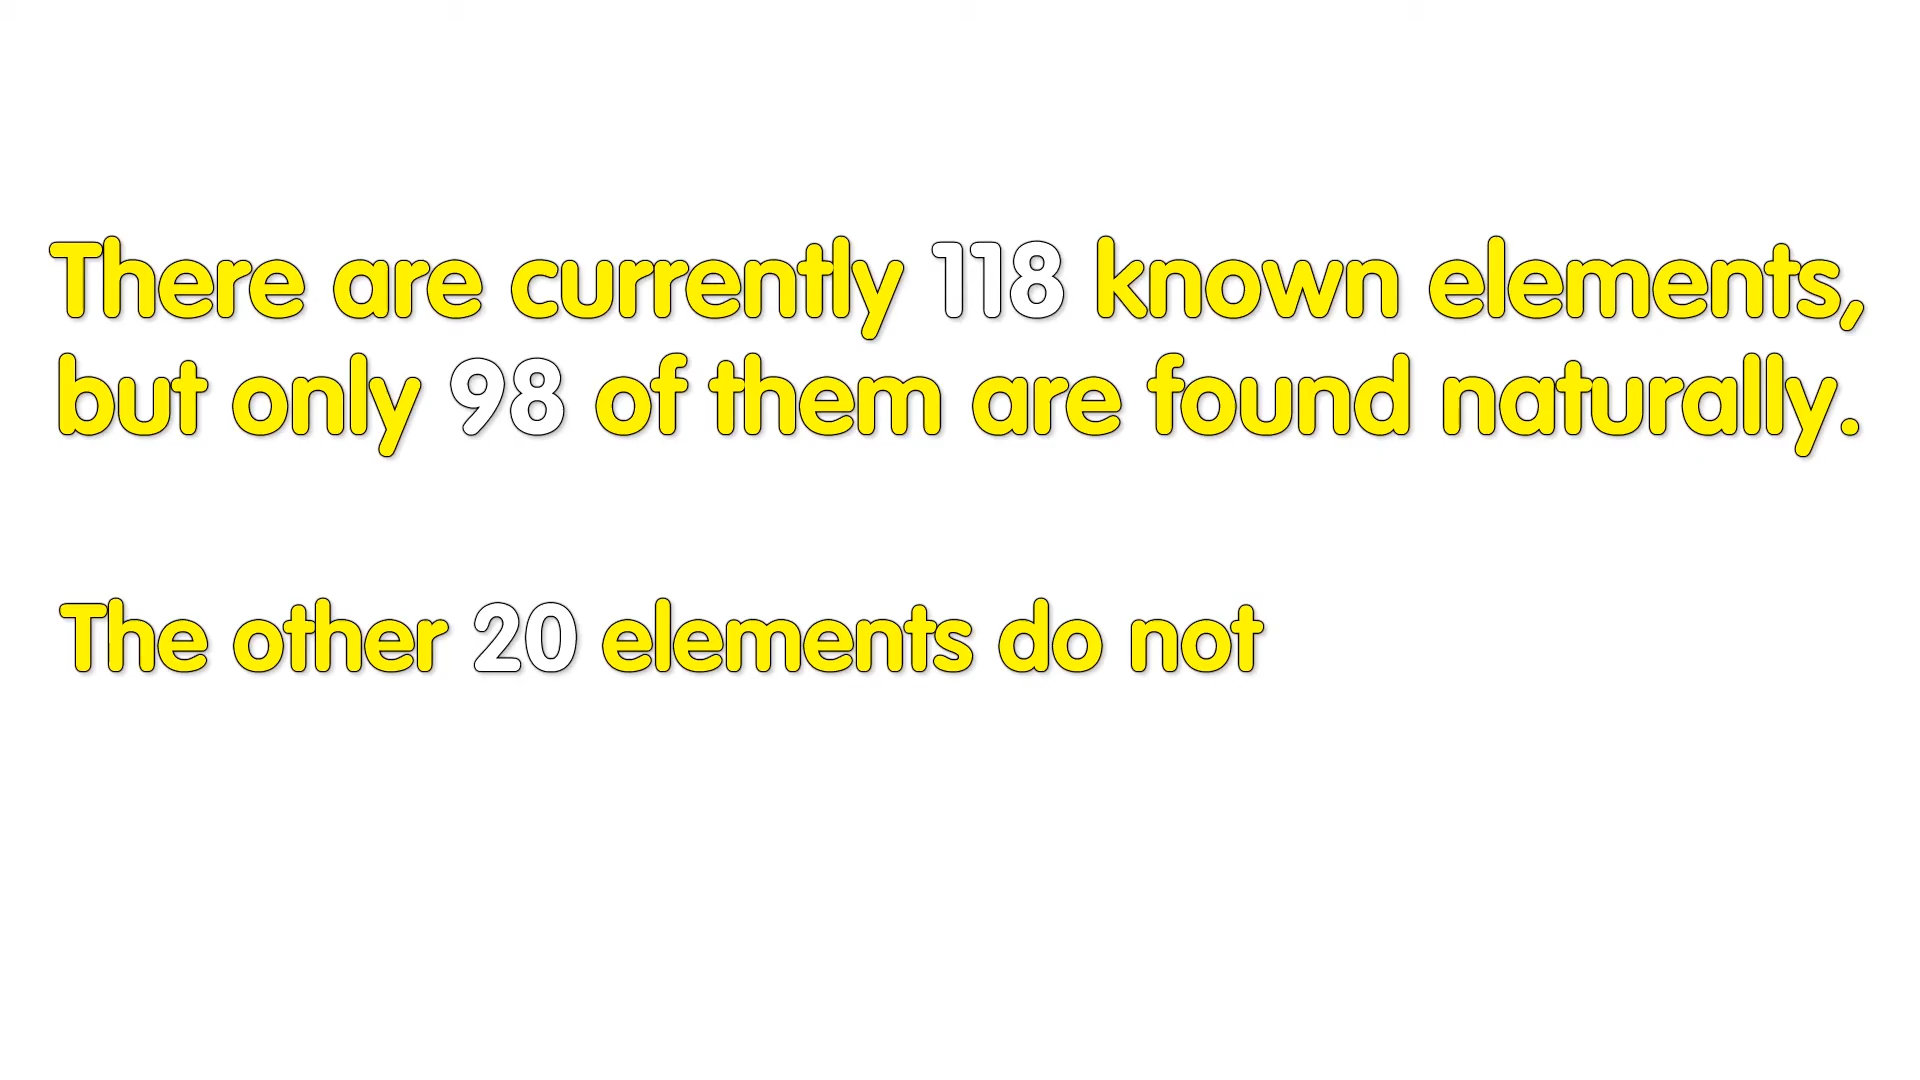 There are currently 118 known elements,
but only 98 of them are found naturally.
The other 20 elements do not